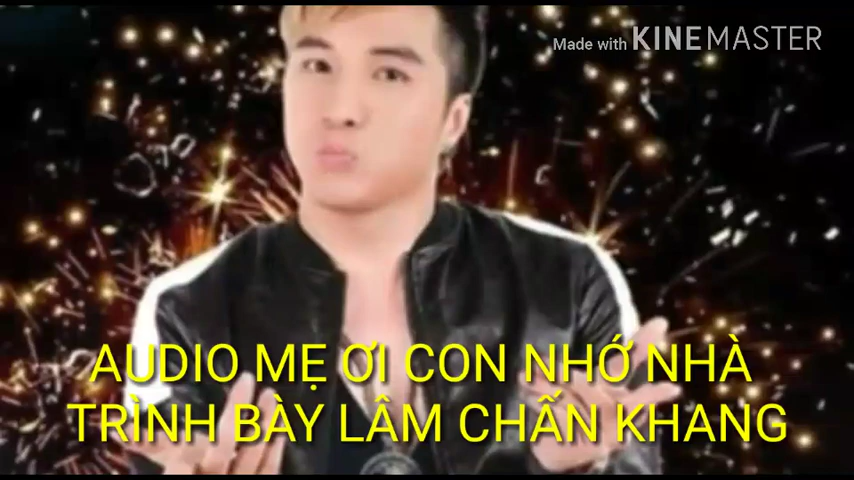 Made with KINEMASTER
AUDIO MẸ ƠI CON NHỚ NHÀ
TRÌNH BÀY LÂM CHẤN KHANG